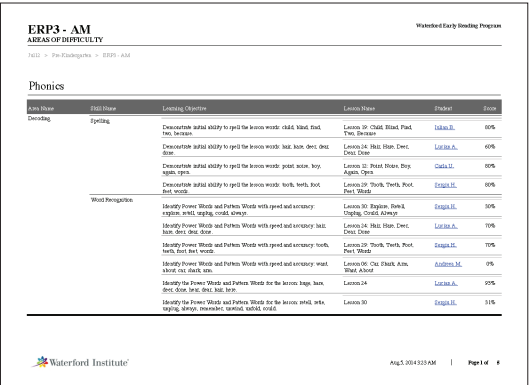 ERP3 - AM
Waterford Early Reading Program
AREAS OF DIFFICULTY
> Pre-Kindergarten > ERP3 - AM
Phonics
Area Name Skill Name Learning Objective Lesson Name Student Score
Decoding
Spelling
Demonstrate initial ability to spell the lesson words: child, blind, find, Lesson 19: Child, Blind, Find, Julian B. 80%
two, because. Two, Because
Demonstrate initial ability to spell the lesson words: hair, hare, deer, dear, Lesson 24: Hair, Hare, Deer, Lucian A. 60%
done. Dear, Done
Demonstrate initial ability to spell the lesson words: point, noise, boy, Lesson 12: Point, Noise, Boy, Carla U. 80%
again, open. Again, Open
Demonstrate initial ability to spell the lesson words: tooth, teeth, foot, Lesson 29: Tooth, Teeth, Foot, Sergia H. 80%
feet, words. Feet, Words
Word Recognition
Identify Power Words and Pattern Words with speed and accuracy: Lesson 30: Explore, Retell, Sergia H. 50%
explore, retell, unplug, could, always. Unplug, Could, Always
Identify Power Words and Pattern Words with speed and accuracy: hair, Lesson 24: Hair, Hare, Deer, Lucian A. 70%
hare, deer, dear, done. Dear, Done
Identify Power Words and Pattern Words with speed and accuracy: tooth, Lesson 29: Tooth, Teeth, Foot, Sergia H. 70%
teeth, foot, feet, words. Feet, Words
Identify Power Words and Pattern Words with speed and accuracy: want, Lesson 06: Car, Shark, Arm, Andrew M. 0%
about, car, shark, arm. Want, About
Identify the Power Words and Pattern Words for the lesson: huge, hare, Lesson 24 Lucian A. 93%
deer, done, hear, dear, hair, here.
Identify the Power Words and Pattern Words for the lesson: retell, retie, Lesson 30 Sergia H. 51%
unplug, always, remember, unwind, unfold, could.
Waterford Institute
Aug 5, 2014 3:23 AM | Page 1 of 6